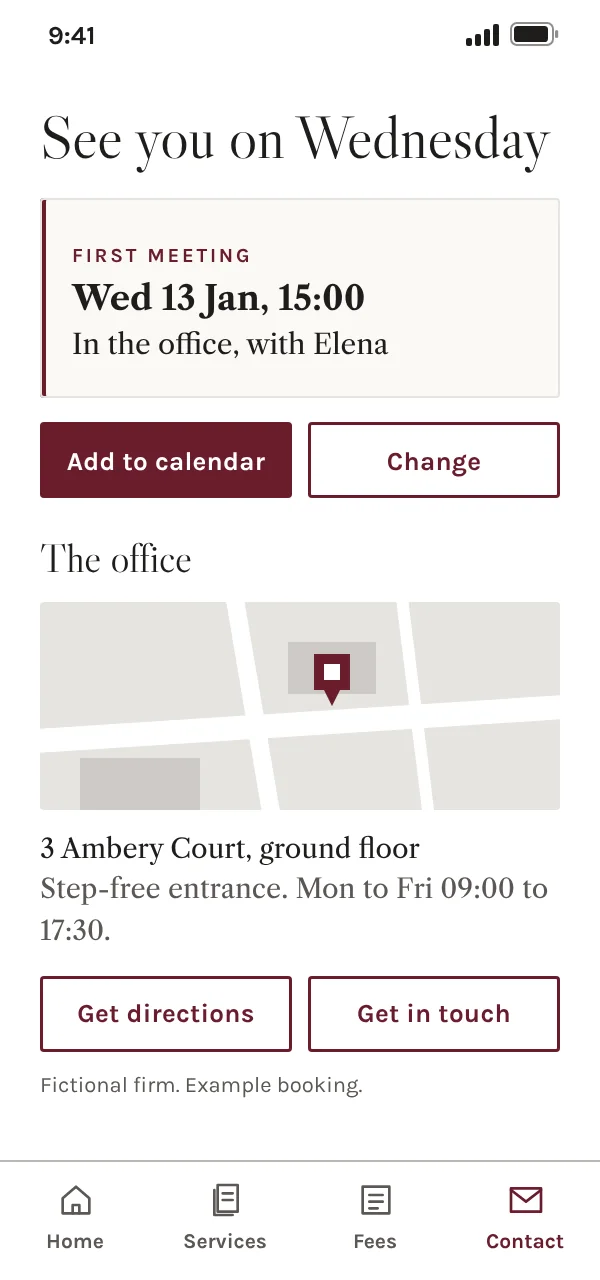 9:41
See you on Wednesday
FIRST MEETING
Wed 13 Jan, 15:00
In the office, with Elena
Add to calendar
Change
The office
3 Ambery Court, ground floor
Step-free entrance. Mon to Fri 09:00 to
17:30.
Get directions
Get in touch
Fictional firm. Example booking.
Home
Services
Fees
Contact